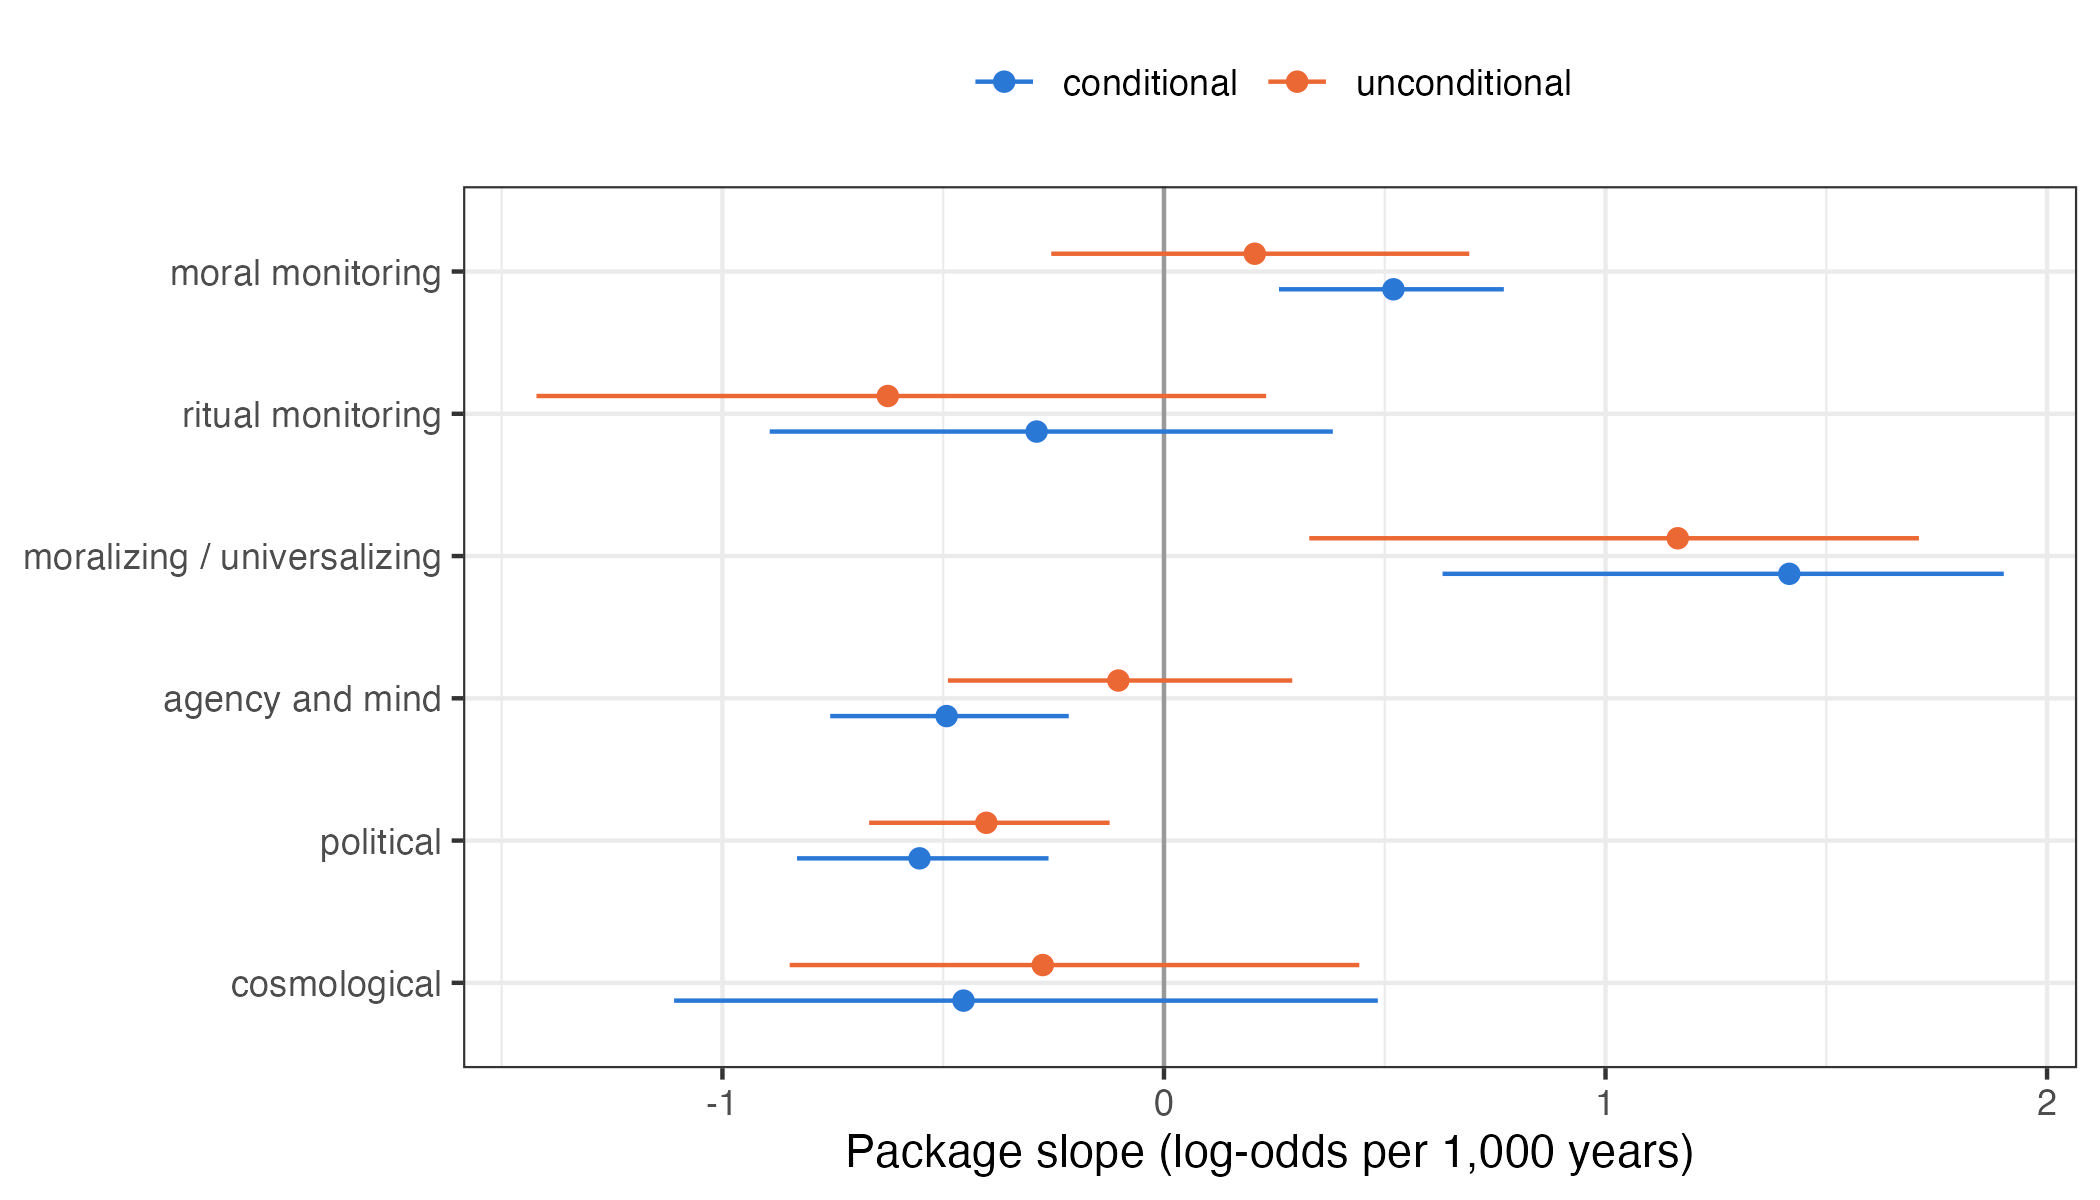 conditional unconditional
moral monitoring
ritual monitoring
moralizing / universalizing
agency and mind
political
cosmological
-1 0 1 2
Package slope (log-odds per 1,000 years)